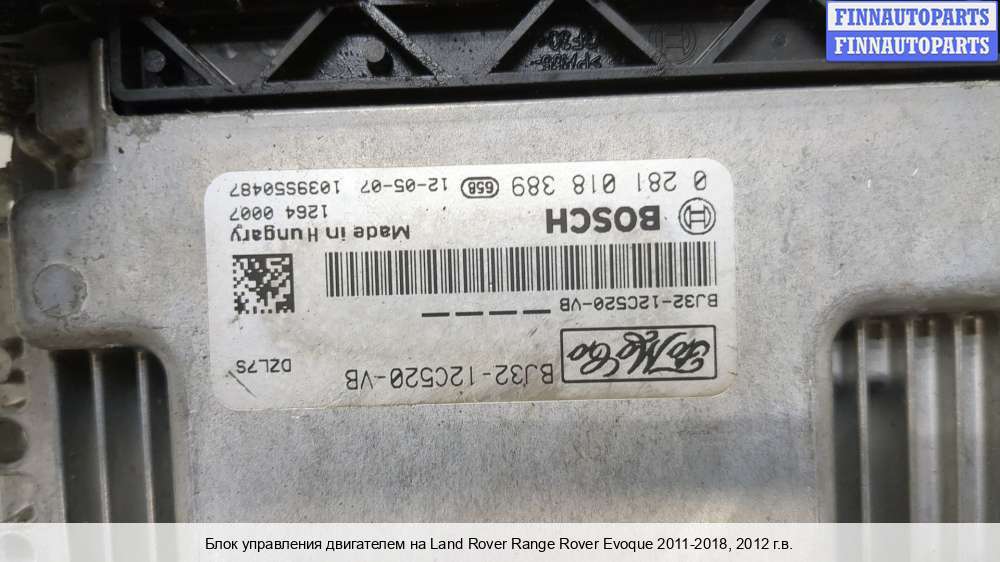 FINNAUTOPARTS
FINNAUTOPARTS
FoMoCo
BJ32-12C520-VB
DZL7S
BJ32-12C520-VB
BOSCH
Made in Hungary
1264 0007
0 281 018 389 658 12-05-07 1039S50487
Блок управления двигателем на Land Rover Range Rover Evoque 2011-2018, 2012 г.в.